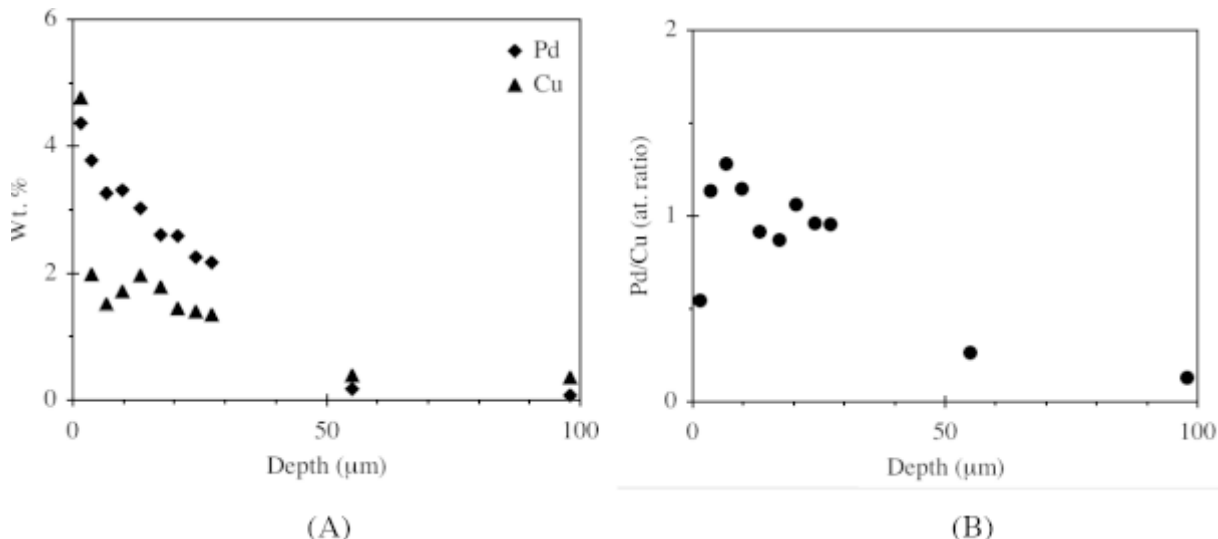 6
4
2
0
Wt. %
Pd
Cu
0 50 100
Depth (μm)
(A)
2
1
0
Pd/Cu (at. ratio)
0 50 100
Depth (μm)
(B)